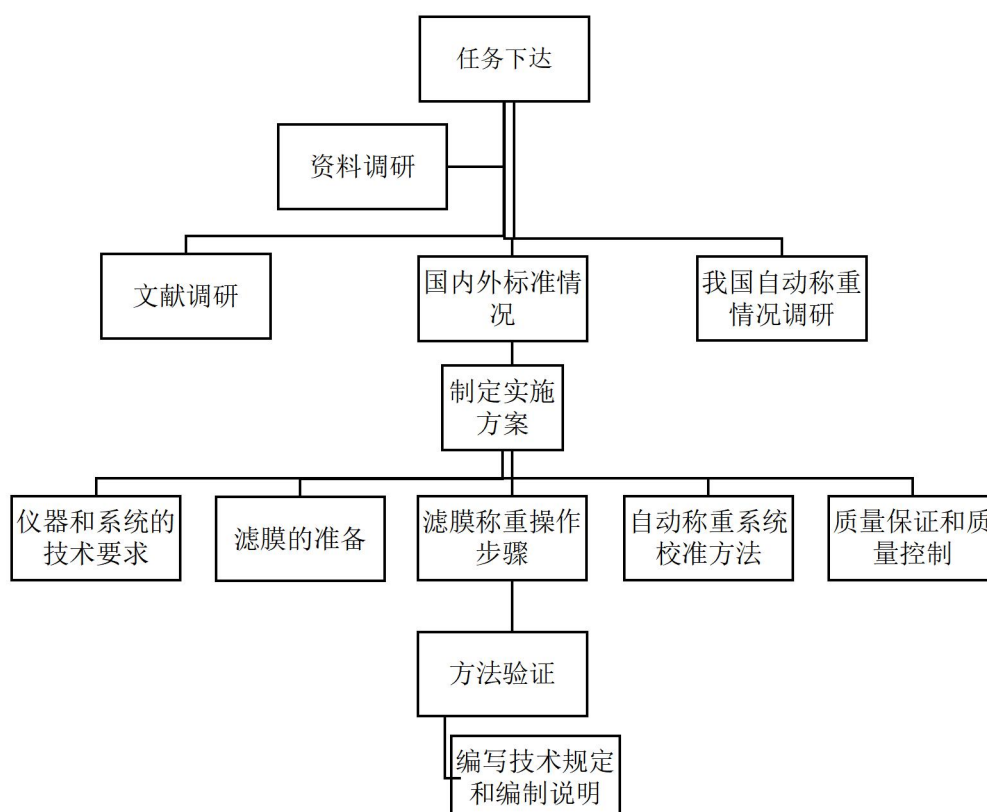 任务下达
资料调研
文献调研
国内外标准情
况
我国自动称重
情况调研
制定实施
方案
仪器和系统的
技术要求
滤膜的准备
滤膜称重操作
步骤
自动称重系统
校准方法
质量保证和质
量控制
方法验证
编写技术规定
和编制说明